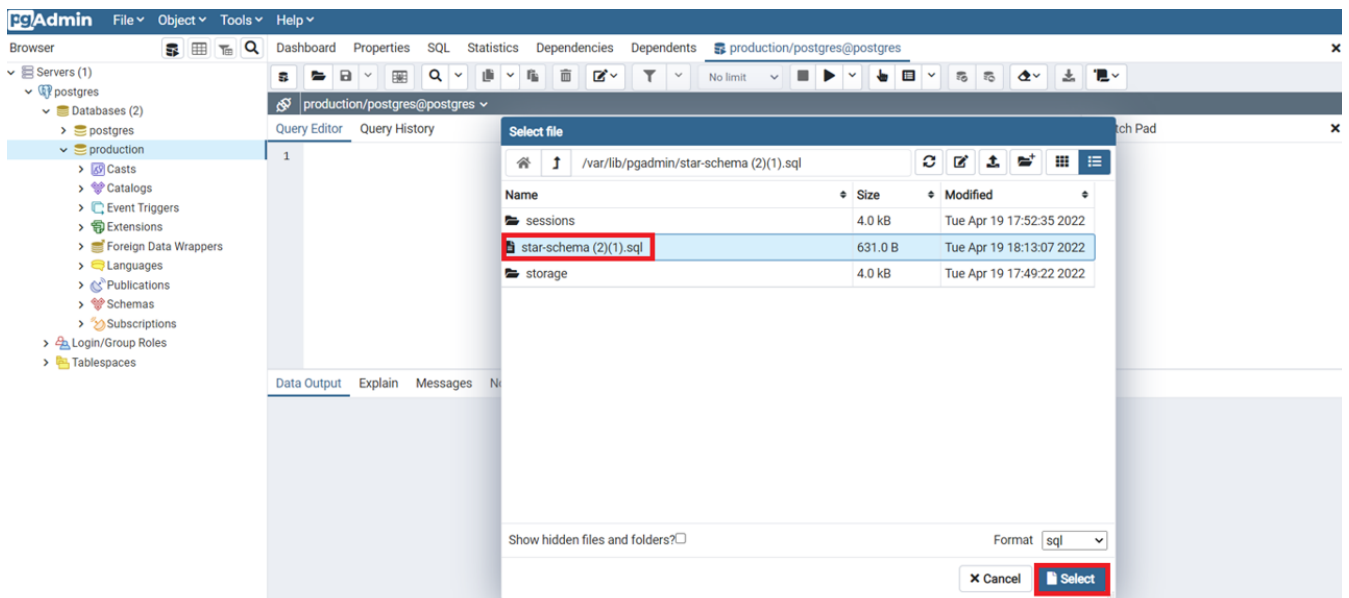 pgAdmin File Object Tools Help
Browser Dashboard Properties SQL Statistics Dependencies Dependents production/postgres@postgres
Servers (1)
postgres
Databases (2)
postgres
production
Casts
Catalogs
Event Triggers
Extensions
Foreign Data Wrappers
Languages
Publications
Schemas
Subscriptions
Login/Group Roles
Tablespaces
No limit
production/postgres@postgres
Query Editor Query History
1
tch Pad
Select file
/var/lib/pgadmin/star-schema (2)(1).sql
Name Size Modified
sessions 4.0 kB Tue Apr 19 17:52:35 2022
star-schema (2)(1).sql 631.0 B Tue Apr 19 18:13:07 2022
storage 4.0 kB Tue Apr 19 17:49:22 2022
Show hidden files and folders? Format sql
Cancel Select
Data Output Explain Messages